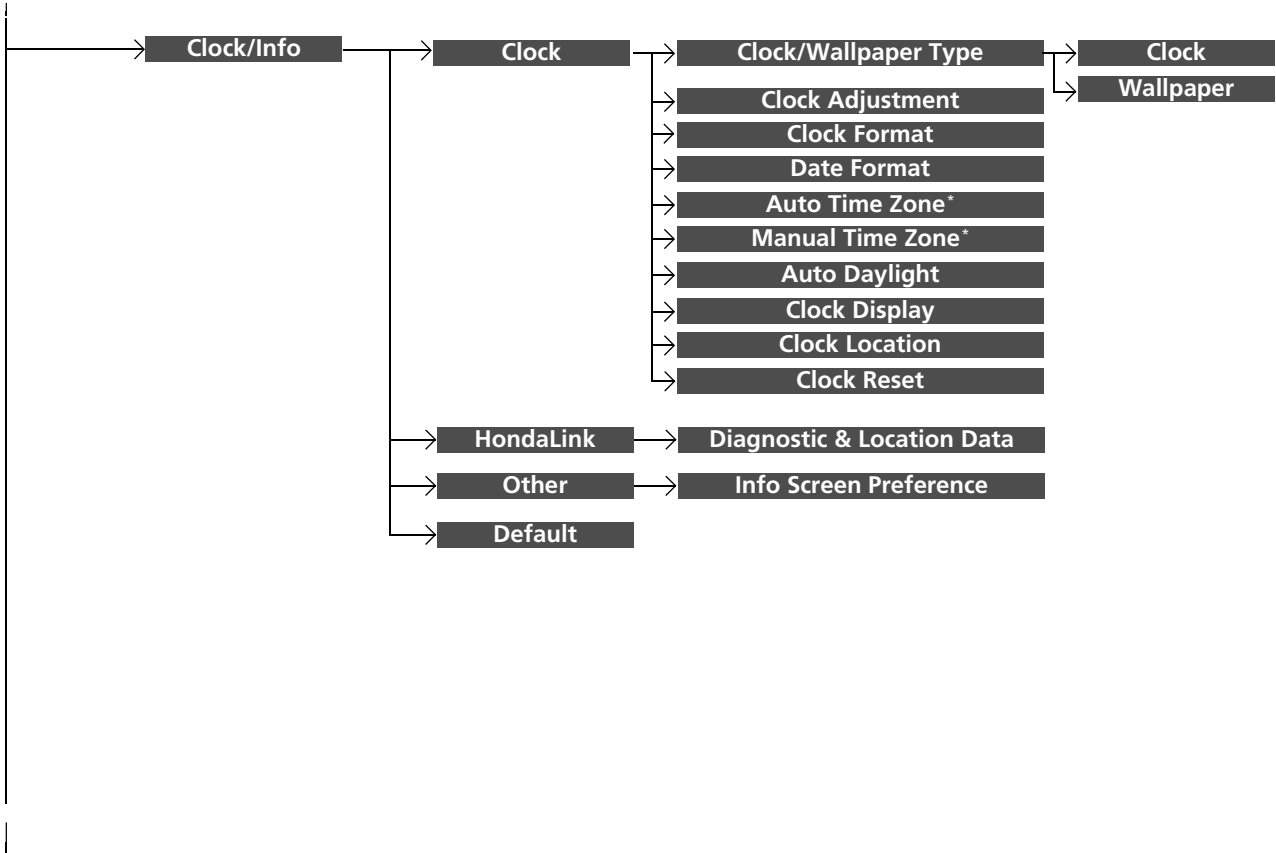 Clock/Info
Clock
Clock/Wallpaper Type
Clock
Wallpaper
Clock Adjustment
Clock Format
Date Format
Auto Time Zone*
Manual Time Zone*
Auto Daylight
Clock Display
Clock Location
Clock Reset
HondaLink
Diagnostic & Location Data
Other
Info Screen Preference
Default